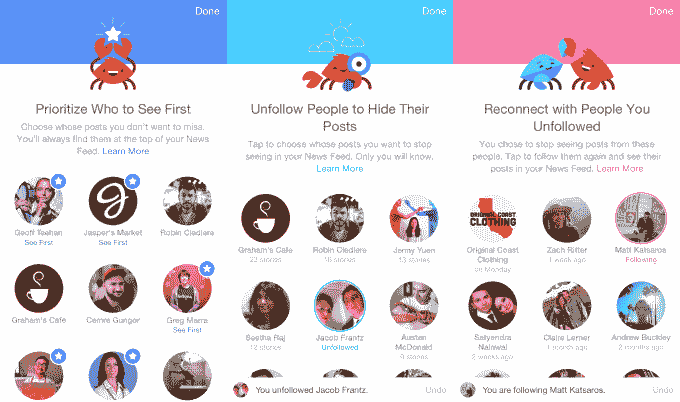 Done
Prioritize Who to See First
Choose whose posts you don't want to miss.
You'll always find them at the top of your News
Feed. Learn More
Geoff Teehan
See First
Jasper's Market
See First
Robin Clediere
Graham's Cafe
Cemre Gungor
Greg Marra
See First
Done
Unfollow People to Hide Their
Posts
Tap to choose whose posts you want to stop
seeing in your News Feed. Only you will know.
Learn More
Graham's Cafe
22 stories
Robin Clediere
16 stories
Jenny Yuen
13 stories
Seetha Raj
12 stories
Jacob Frantz
Unfollowed
Austen
McDonald
9 stories
You unfollowed Jacob Frantz.
Undo
Done
Reconnect with People You
Unfollowed
You chose to stop seeing posts from these
people. Tap to follow them again and see their
posts in your News Feed. Learn More
ORIGINAL COAST
CLOTHING
Original Coast
Clothing
on Monday
Zach Ritter
1 week ago
Matt Katsaros
Following
Satyendra
Nainwal
2 weeks ago
Claire Lerner
1 month ago
Andrew Buckley
2 months ago
You are following Matt Katsaros.
Undo